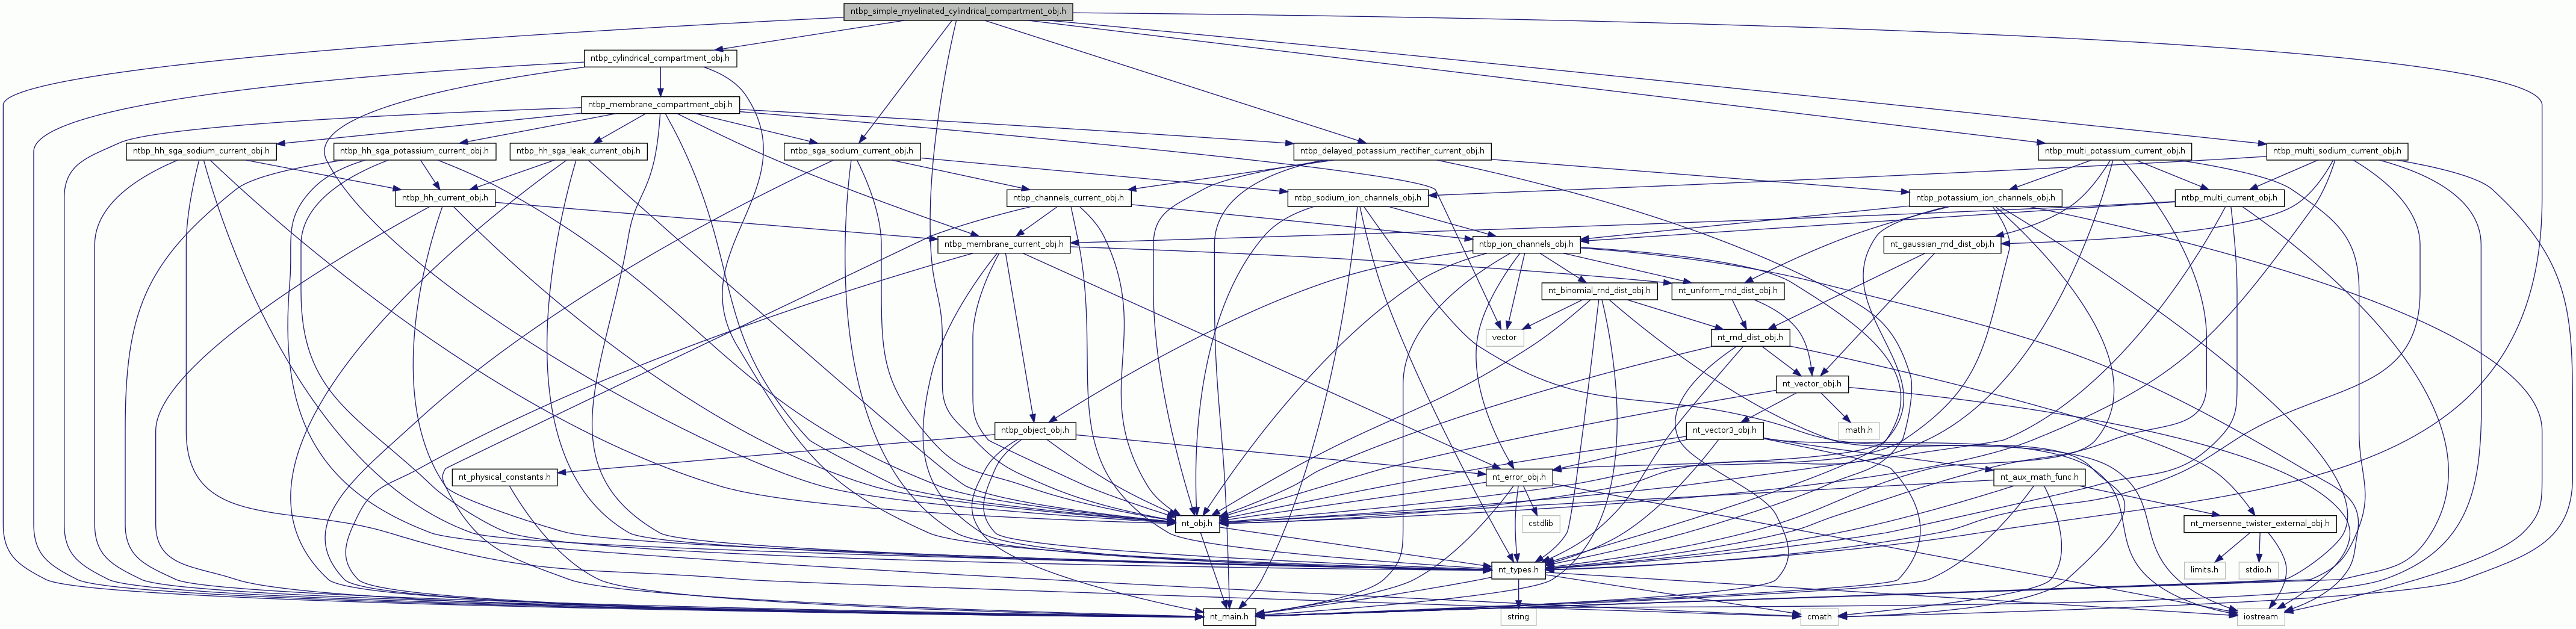 ntbp_simple_myelinated_cylindrical_compartment_obj.h
ntbp_cylindrical_compartment_obj.h
ntbp_membrane_compartment_obj.h
ntbp_hh_sga_sodium_current_obj.h
ntbp_hh_sga_potassium_current_obj.h
ntbp_hh_sga_leak_current_obj.h
ntbp_sga_sodium_current_obj.h
ntbp_delayed_potassium_rectifier_current_obj.h
ntbp_multi_potassium_current_obj.h
ntbp_multi_sodium_current_obj.h
ntbp_hh_current_obj.h
ntbp_channels_current_obj.h
ntbp_sodium_ion_channels_obj.h
ntbp_potassium_ion_channels_obj.h
ntbp_multi_current_obj.h
ntbp_membrane_current_obj.h
ntbp_ion_channels_obj.h
nt_gaussian_rnd_dist_obj.h
nt_binomial_rnd_dist_obj.h
nt_uniform_rnd_dist_obj.h
vector
nt_rnd_dist_obj.h
nt_vector_obj.h
ntbp_object_obj.h
nt_vector3_obj.h
math.h
nt_physical_constants.h
nt_error_obj.h
nt_aux_math_func.h
nt_obj.h
cstdlib
nt_mersenne_twister_external_obj.h
nt_types.h
limits.h
stdio.h
nt_main.h
string
cmath
iostream